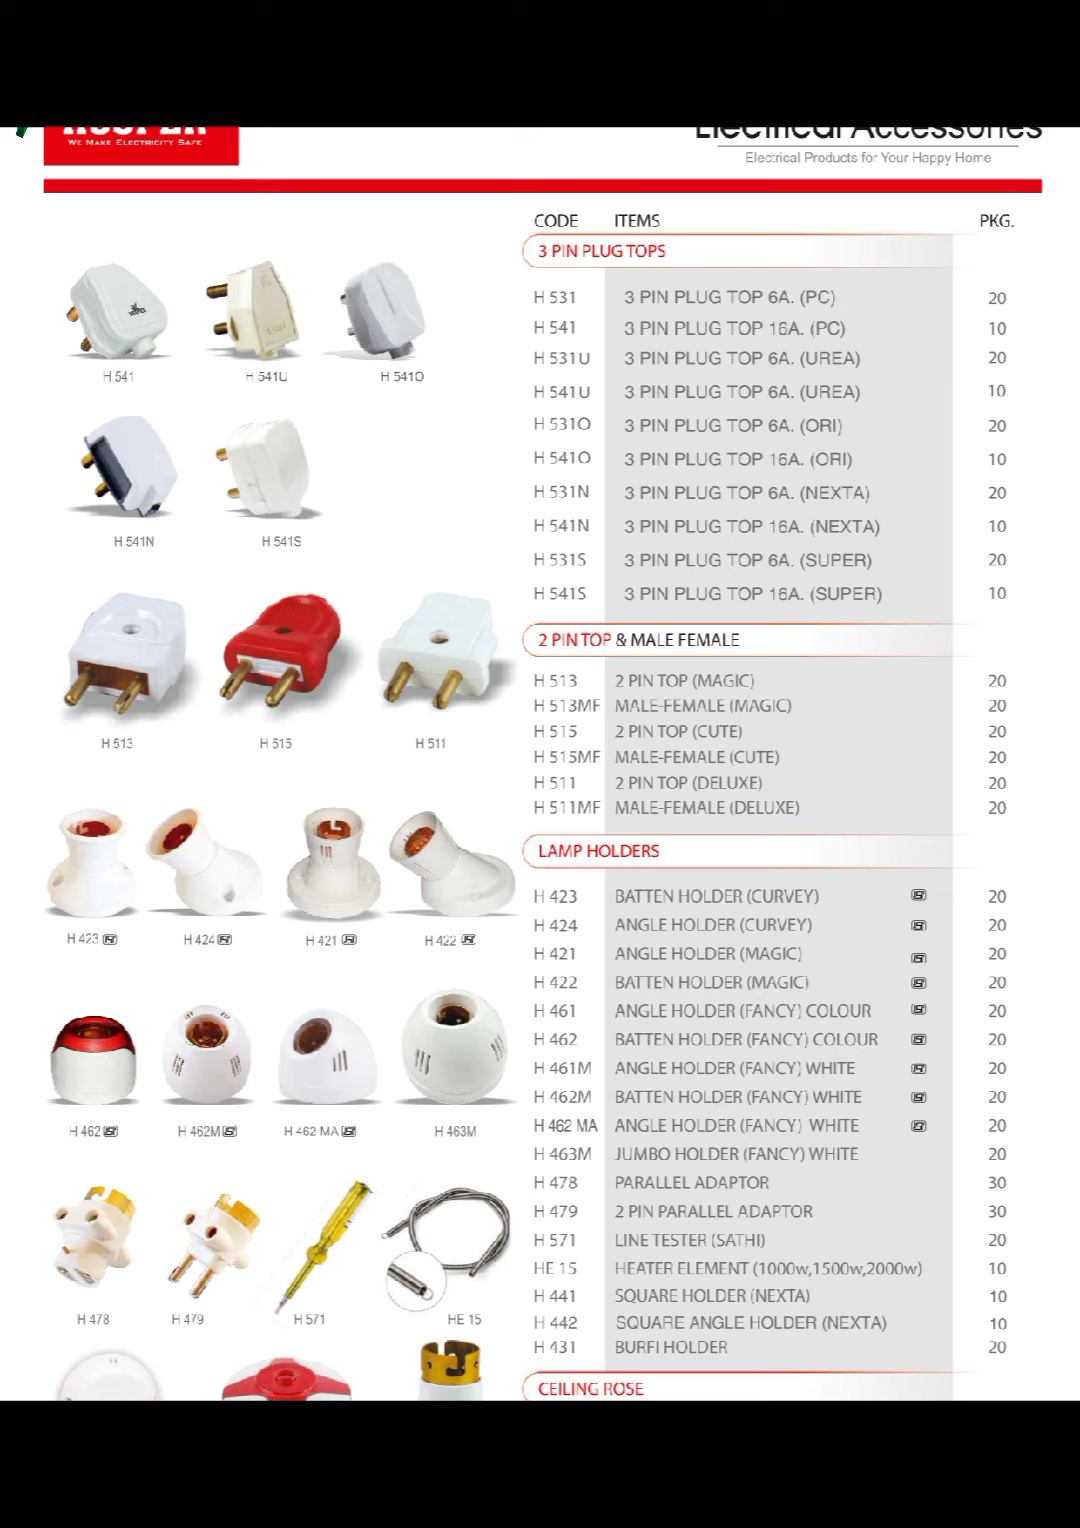 WE MAKE ELECTRICITY SAFE
Electrical Accessories
Electrical Products for Your Happy Home
CODE ITEMS PKG.
3 PIN PLUG TOPS
H 531 3 PIN PLUG TOP 6A. (PC) 20
H 541 3 PIN PLUG TOP 16A. (PC) 10
H 531U 3 PIN PLUG TOP 6A. (UREA) 20
H 541U 3 PIN PLUG TOP 6A. (UREA) 10
H 531O 3 PIN PLUG TOP 6A. (ORI) 20
H 541O 3 PIN PLUG TOP 16A. (ORI) 10
H 531N 3 PIN PLUG TOP 6A. (NEXTA) 20
H 541N 3 PIN PLUG TOP 16A. (NEXTA) 10
H 531S 3 PIN PLUG TOP 6A. (SUPER) 20
H 541S 3 PIN PLUG TOP 16A. (SUPER) 10
H 541 H 541U H 541O
H 541N H 541S
2 PIN TOP & MALE FEMALE
H 513 2 PIN TOP (MAGIC) 20
H 513MF MALE-FEMALE (MAGIC) 20
H 515 2 PIN TOP (CUTE) 20
H 515MF MALE-FEMALE (CUTE) 20
H 511 2 PIN TOP (DELUXE) 20
H 511MF MALE-FEMALE (DELUXE) 20
H 513 H 515 H 511
LAMP HOLDERS
H 423 BATTEN HOLDER (CURVEY) 20
H 424 ANGLE HOLDER (CURVEY) 20
H 421 ANGLE HOLDER (MAGIC) 20
H 422 BATTEN HOLDER (MAGIC) 20
H 461 ANGLE HOLDER (FANCY) COLOUR 20
H 462 BATTEN HOLDER (FANCY) COLOUR 20
H 461M ANGLE HOLDER (FANCY) WHITE 20
H 462M BATTEN HOLDER (FANCY) WHITE 20
H 462 MA ANGLE HOLDER (FANCY) WHITE 20
H 463M JUMBO HOLDER (FANCY) WHITE 20
H 478 PARALLEL ADAPTOR 30
H 479 2 PIN PARALLEL ADAPTOR 30
H 571 LINE TESTER (SATHI) 20
HE 15 HEATER ELEMENT (1000w,1500w,2000w) 10
H 441 SQUARE HOLDER (NEXTA) 10
H 442 SQUARE ANGLE HOLDER (NEXTA) 10
H 431 BURFI HOLDER 20
H 423 H 424 H 421 H 422
H 462 H 462M H 462 MA H 463M
H 478 H 479 H 571 HE 15
CEILING ROSE